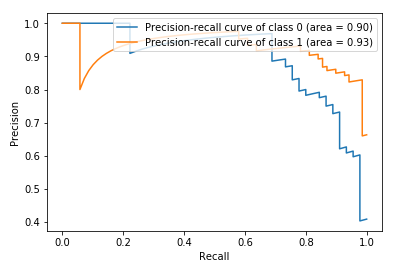 Precision-recall curve of class 0 (area = 0.90)
Precision-recall curve of class 1 (area = 0.93)
1.0
0.9
0.8
0.7
0.6
0.5
0.4
Precision
0.0 0.2 0.4 0.6 0.8 1.0
Recall